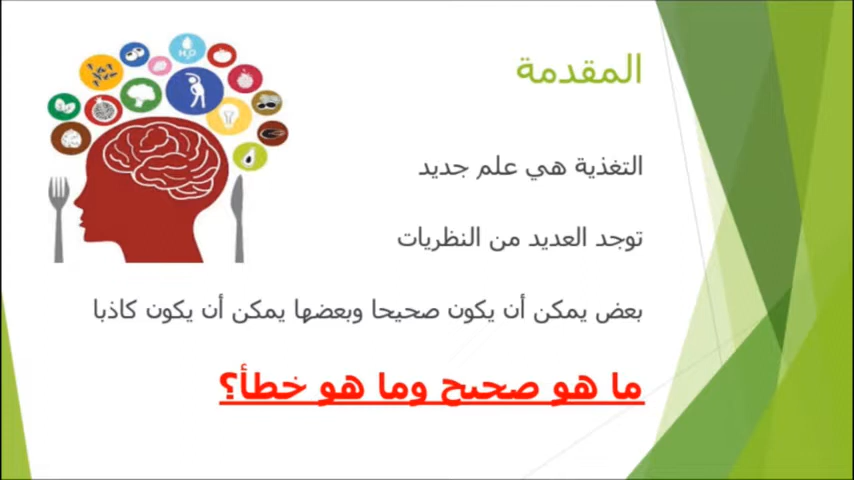 المقدمة
H₂O
التغذية هي علم جديد
توجد العديد من النظريات
بعض يمكن أن يكون صحيحا وبعضها يمكن أن يكون كاذبا
ما هو صحيح وما هو خطأ؟